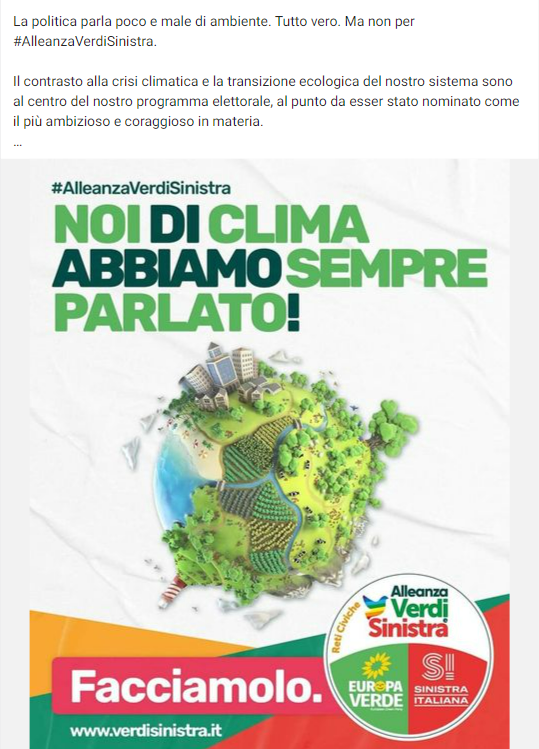 La politica parla poco e male di ambiente. Tutto vero. Ma non per
#AlleanzaVerdiSinistra.
Il contrasto alla crisi climatica e la transizione ecologica del nostro sistema sono
al centro del nostro programma elettorale, al punto da esser stato nominato come
il più ambizioso e coraggioso in materia.
...
#AlleanzaVerdiSinistra
NOI DI CLIMA
ABBIAMO SEMPRE
PARLATO!
Reti Civiche
Alleanza
Verdi
Sinistra
EUROPA
VERDE
SI
SINISTRA
ITALIANA
Facciamolo.
www.verdisinistra.it